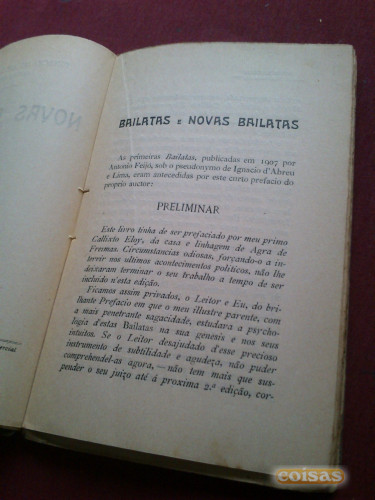 NOVAS
BAILATAS E NOVAS BAILATAS
As primeiras Bailatas, publicadas em 1907 por
Antonio Feijó, sob o pseudonymo de Ignacio d'Abreu
e Lima, eram antecedidas por este corto prefacio do
proprio auctor:
PRELIMINAR
Este livro tinha de ser prefaciado por meu primo
Callixto Eloy, da casa e linhagem de Agra de
Freimas. Circumstancias odiosas, forçando-o a in-
tervir nos ultimos acontecimentos politicos, não lhe
deixaram terminar o seu trabalho a tempo de ser
incluido n'esta edição.
Ficamos assim privados, o Leitor e Eu, do bri-
lhante Prefacio em que o meu illustre parente, com
a mais penetrante sagacidade, estudára a psycho-
logia d'estas Bailatas na sua genesis e nos seus
intuitos. Se o Leitor desajudado d'esse precioso
instrumento de subtilidade e agudeza, não puder
comprehendel-as agora, — não tem mais que sus-
pender o seu juizo até á proxima 2.ª edição, cor-
coisas